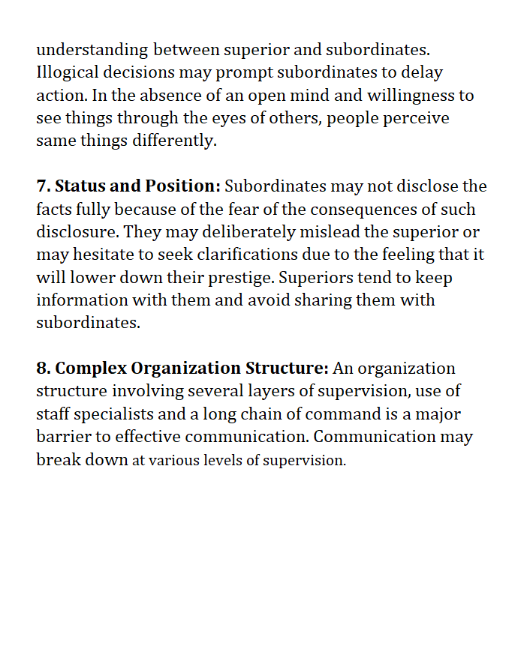 understanding between superior and subordinates.
Illogical decisions may prompt subordinates to delay
action. In the absence of an open mind and willingness to
see things through the eyes of others, people perceive
same things differently.
7. Status and Position: Subordinates may not disclose the
facts fully because of the fear of the consequences of such
disclosure. They may deliberately mislead the superior or
may hesitate to seek clarifications due to the feeling that it
will lower down their prestige. Superiors tend to keep
information with them and avoid sharing them with
subordinates.
8. Complex Organization Structure: An organization
structure involving several layers of supervision, use of
staff specialists and a long chain of command is a major
barrier to effective communication. Communication may
break down at various levels of supervision.